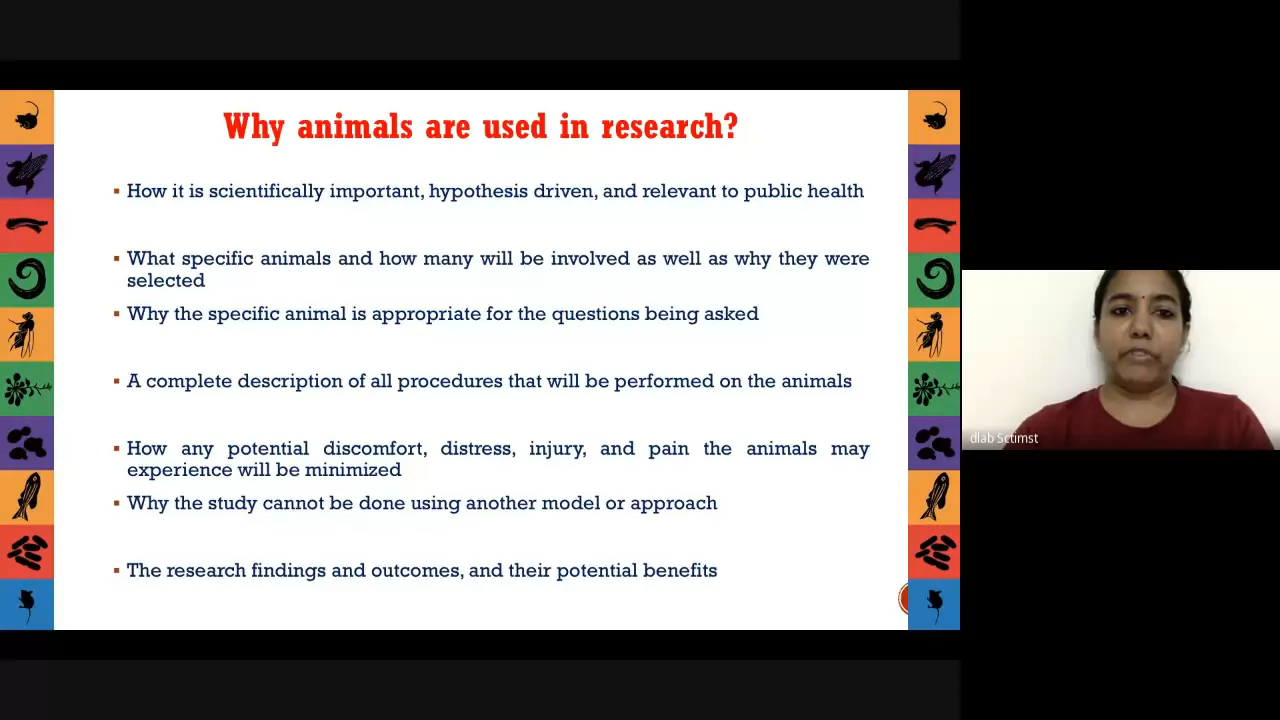 Why animals are used in research?
▪ How it is scientifically important, hypothesis driven, and relevant to public health
▪ What specific animals and how many will be involved as well as why they were
selected
▪ Why the specific animal is appropriate for the questions being asked
▪ A complete description of all procedures that will be performed on the animals
▪ How any potential discomfort, distress, injury, and pain the animals may
experience will be minimized
▪ Why the study cannot be done using another model or approach
▪ The research findings and outcomes, and their potential benefits
dlab Sctimst